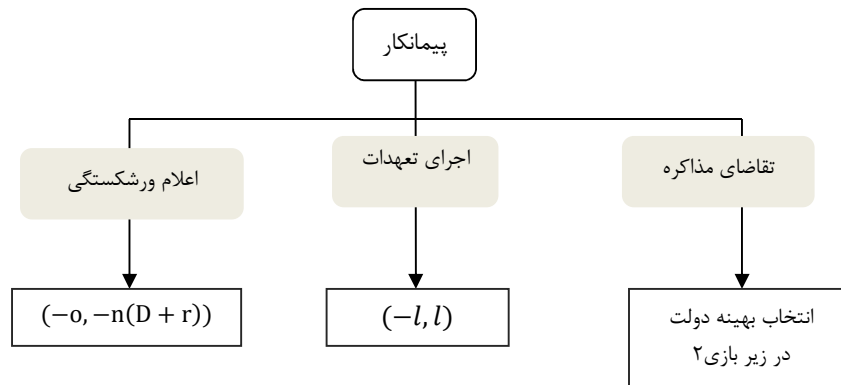 پیمانکار
تقاضای مذاکره
اجرای تعهدات
اعلام ورشکستگی
انتخاب بهینه دولت
در زیر بازی۲
(−l, l)
(−o, −n(D + r))